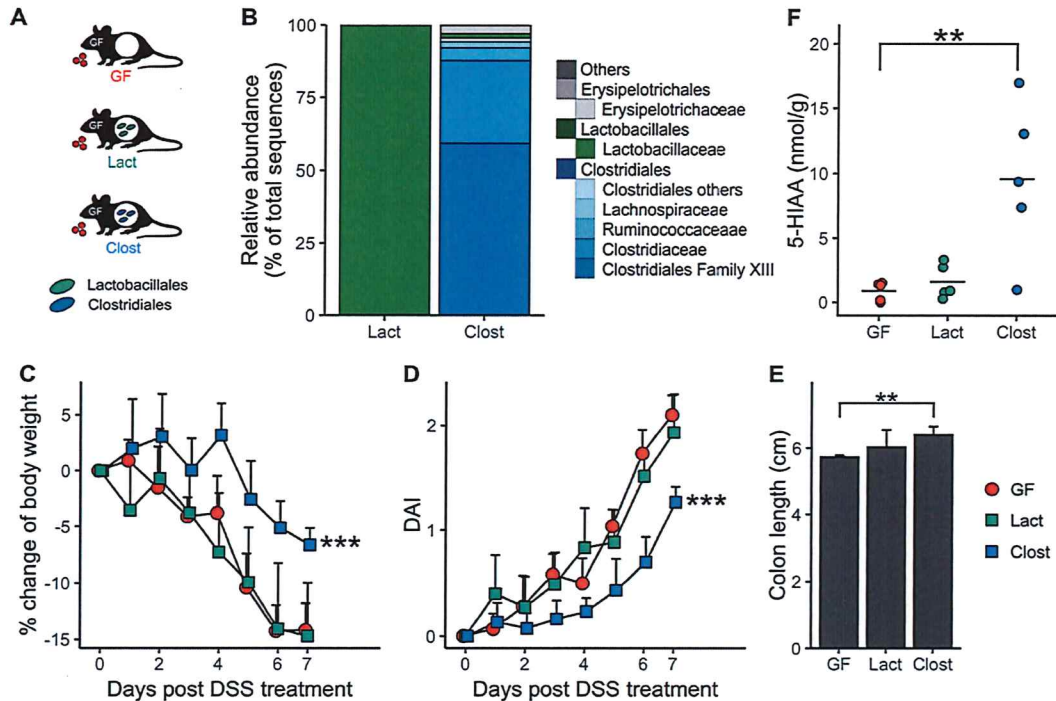 A
GF
GF
GF
Lact
GF
Clost
Lactobacillales
Clostridiales
B
Relative abundance
(% of total sequences)
100
75
50
25
0
Lact
Clost
Others
Erysipelotrichales
Erysipelotrichaceae
Lactobacillales
Lactobacillaceae
Clostridiales
Clostridiales others
Lachnospiraceae
Ruminococcaceaae
Clostridiaceae
Clostridiales Family XIII
F
5-HIAA (nmol/g)
20
15
10
5
0
**
GF
Lact
Clost
C
% change of body weight
5
0
-5
-10
-15
***
0
2
4
6
7
Days post DSS treatment
D
DAI
2
1
0
***
0
2
4
6
7
Days post DSS treatment
E
Colon length (cm)
6
4
2
0
**
GF
Lact
Clost
GF
Lact
Clost